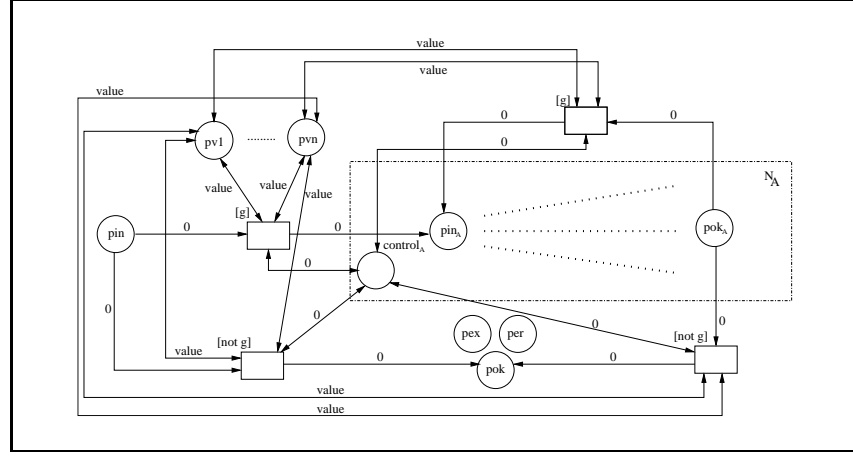 value
value
value
[g]
0
0
0
pv1
.........
pvn
value
value
value
N_A
[g]
pin
0
0
pin_A
pok_A
control_A
0
0
0
0
0
[not g]
pex
per
[not g]
value
0
pok
0
value
value